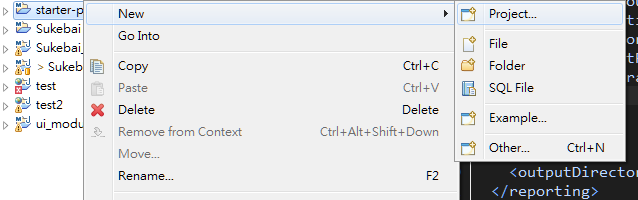 starter-p
Sukebai
Sukebai_
> Sukeb
test
test2
ui_modu
New
Go Into
Copy Ctrl+C
Paste Ctrl+V
Delete Delete
Remove from Context Ctrl+Alt+Shift+Down
Move...
Rename... F2
Project...
File
Folder
SQL File
Example...
Other... Ctrl+N
<outputDirector
</reporting>